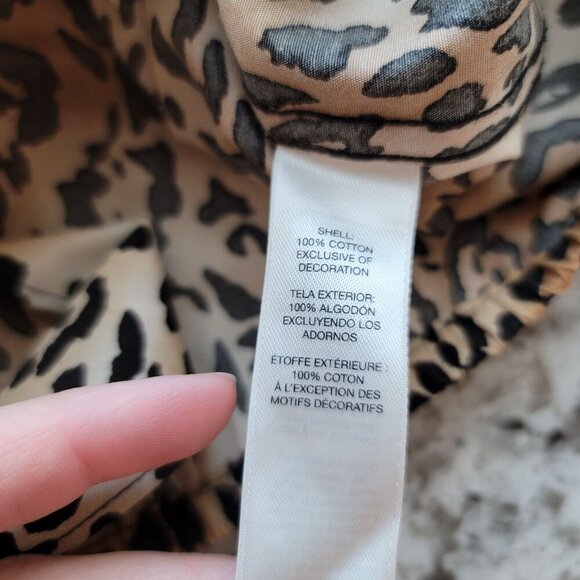 SHELL:
100% COTTON
EXCLUSIVE OF
DECORATION
TELA EXTERIOR:
100% ALGODÓN
EXCLUYENDO LOS
ADORNOS
ÉTOFFE EXTÉRIEURE :
100% COTON
À L'EXCEPTION DES
MOTIFS DÉCORATIFS